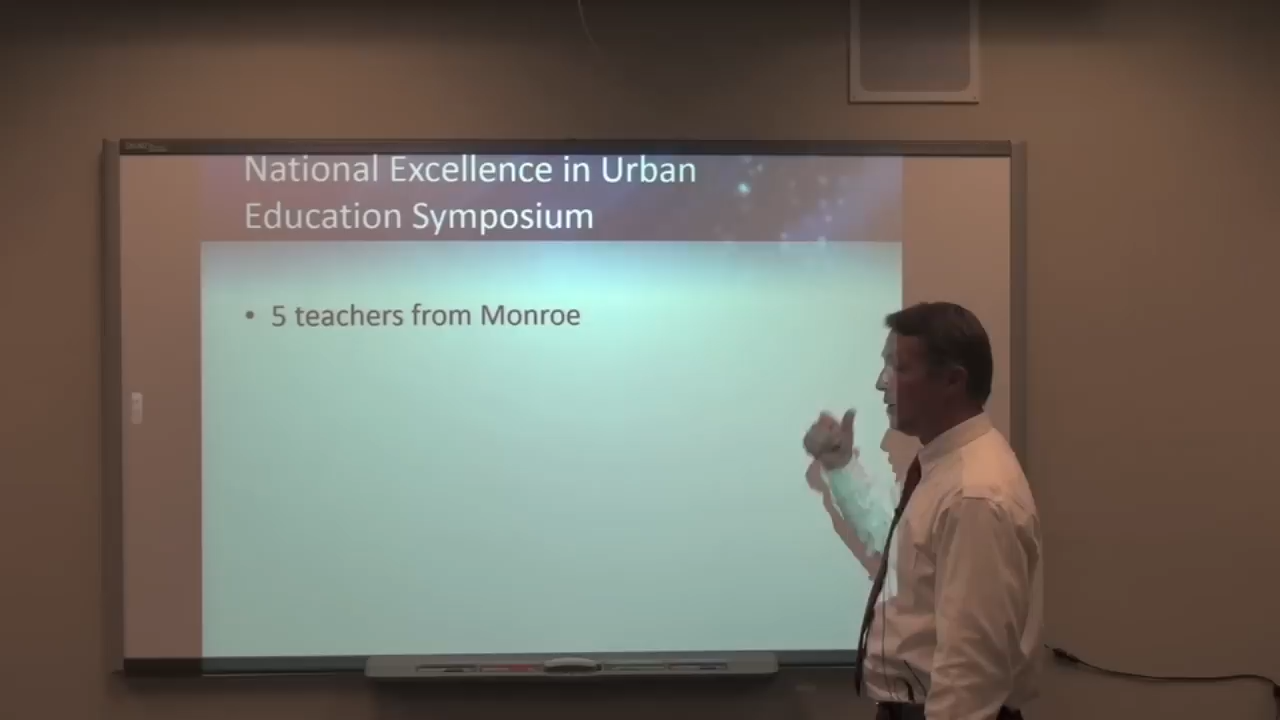 National Excellence in Urban
Education Symposium
• 5 teachers from Monroe